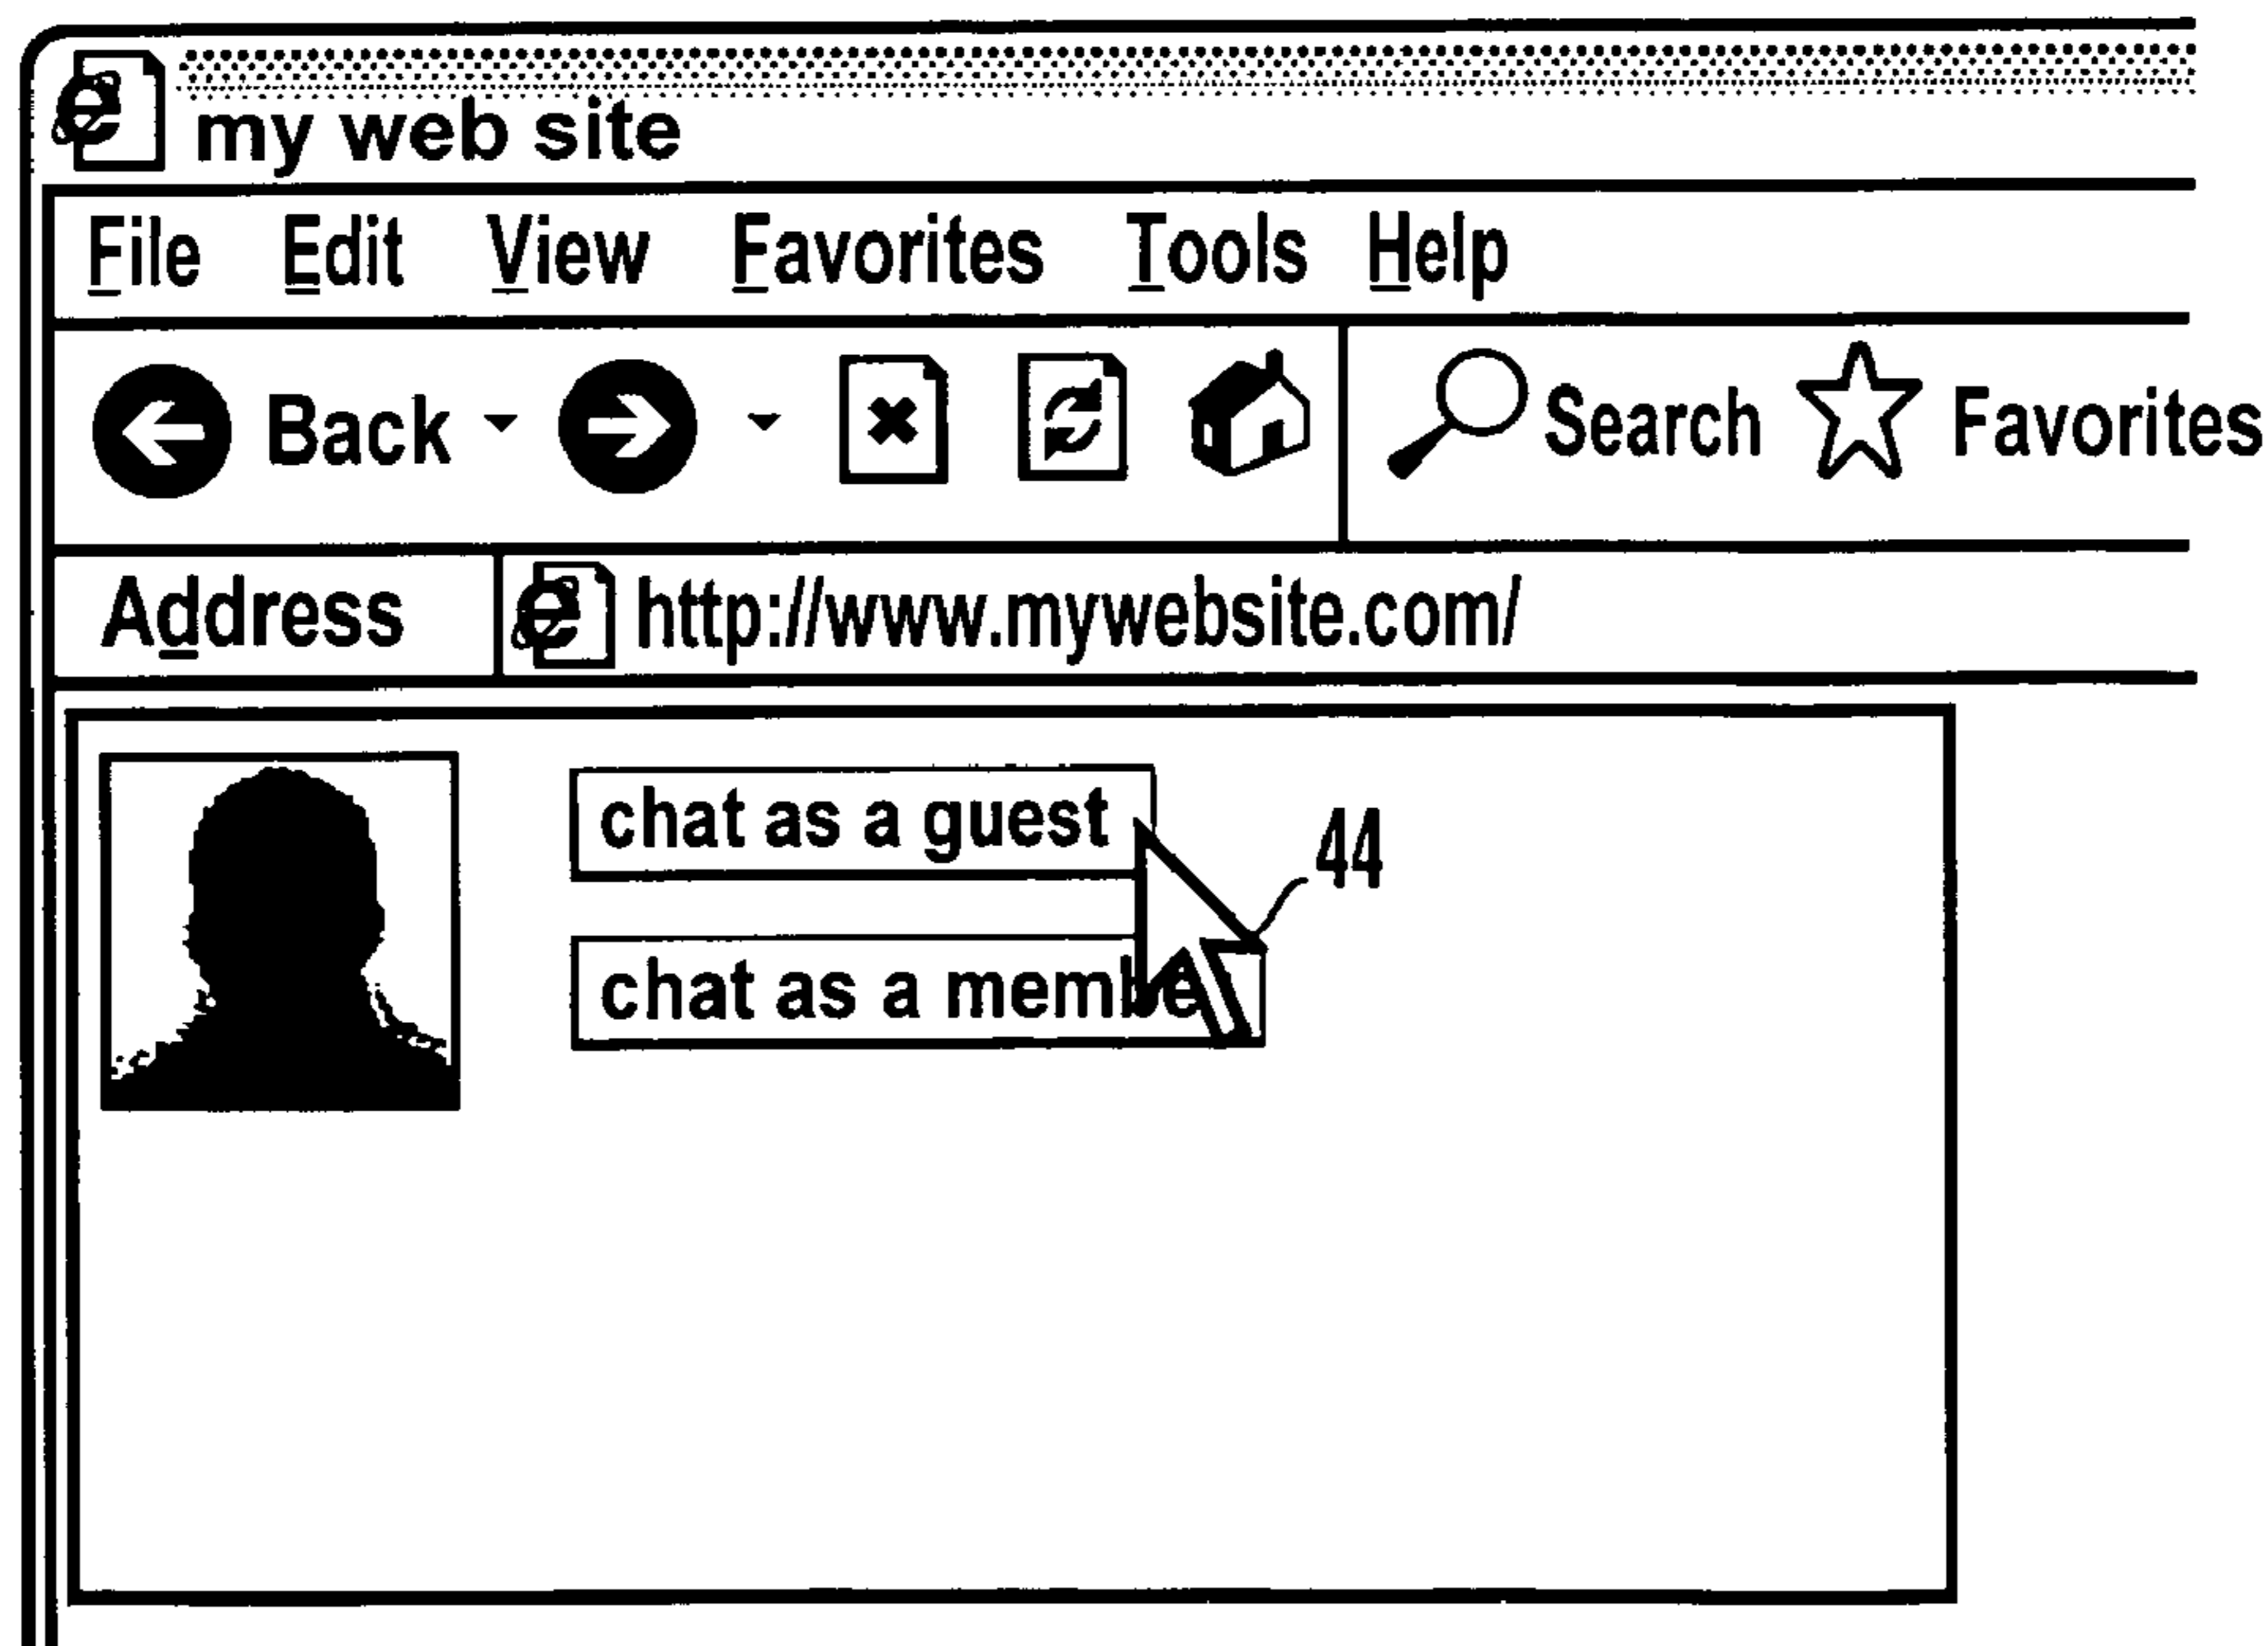 my web site
File Edit View Favorites Tools Help
Back Search Favorites
Address http://www.mywebsite.com/
chat as a guest
44
chat as a membe